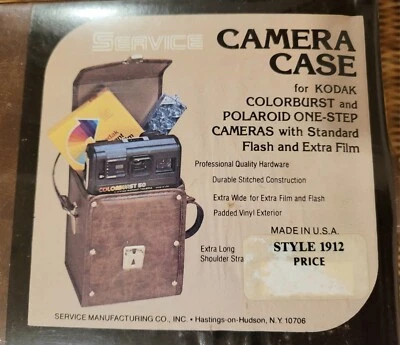 SERVICE
CAMERA
CASE
for KODAK
COLORBURST and
POLAROID ONE-STEP
CAMERAS with Standard
Flash and Extra Film
Professional Quality Hardware
Durable Stitched Construction
Extra Wide for Extra Film and Flash
Padded Vinyl Exterior
Extra Long
Shoulder Stra
MADE IN U.S.A.
STYLE 1912
PRICE
COLORBURST 50
SERVICE MANUFACTURING CO., INC. • Hastings-on-Hudson, N.Y. 10706